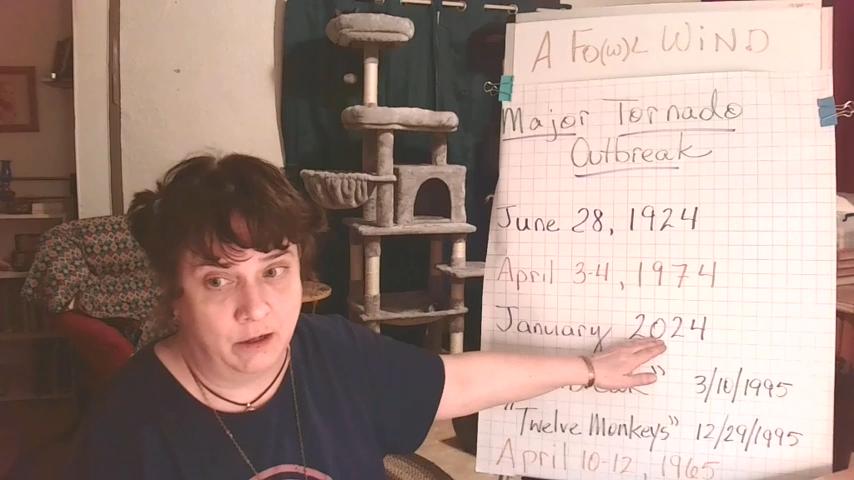 A Fo(w)l WiND
Major Tornado
Outbreak
June 28, 1924
April 3-4, 1974
January 2024
3/10/1995
"Twelve Monkeys" 12/29/1995
April 10-12, 1965